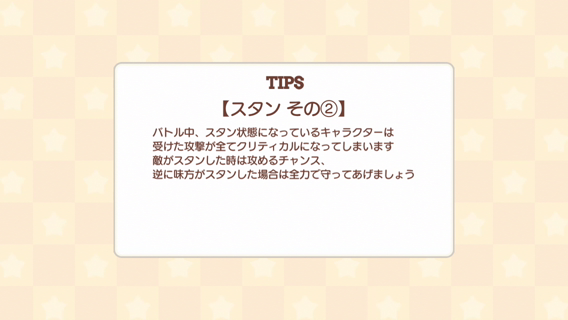 TIPS
【スタン その②】
バトル中、スタン状態になっているキャラクターは
受けた攻撃が全てクリティカルになってしまいます
敵がスタンした時は攻めるチャンス、
逆に味方がスタンした場合は全力で守ってあげましょう